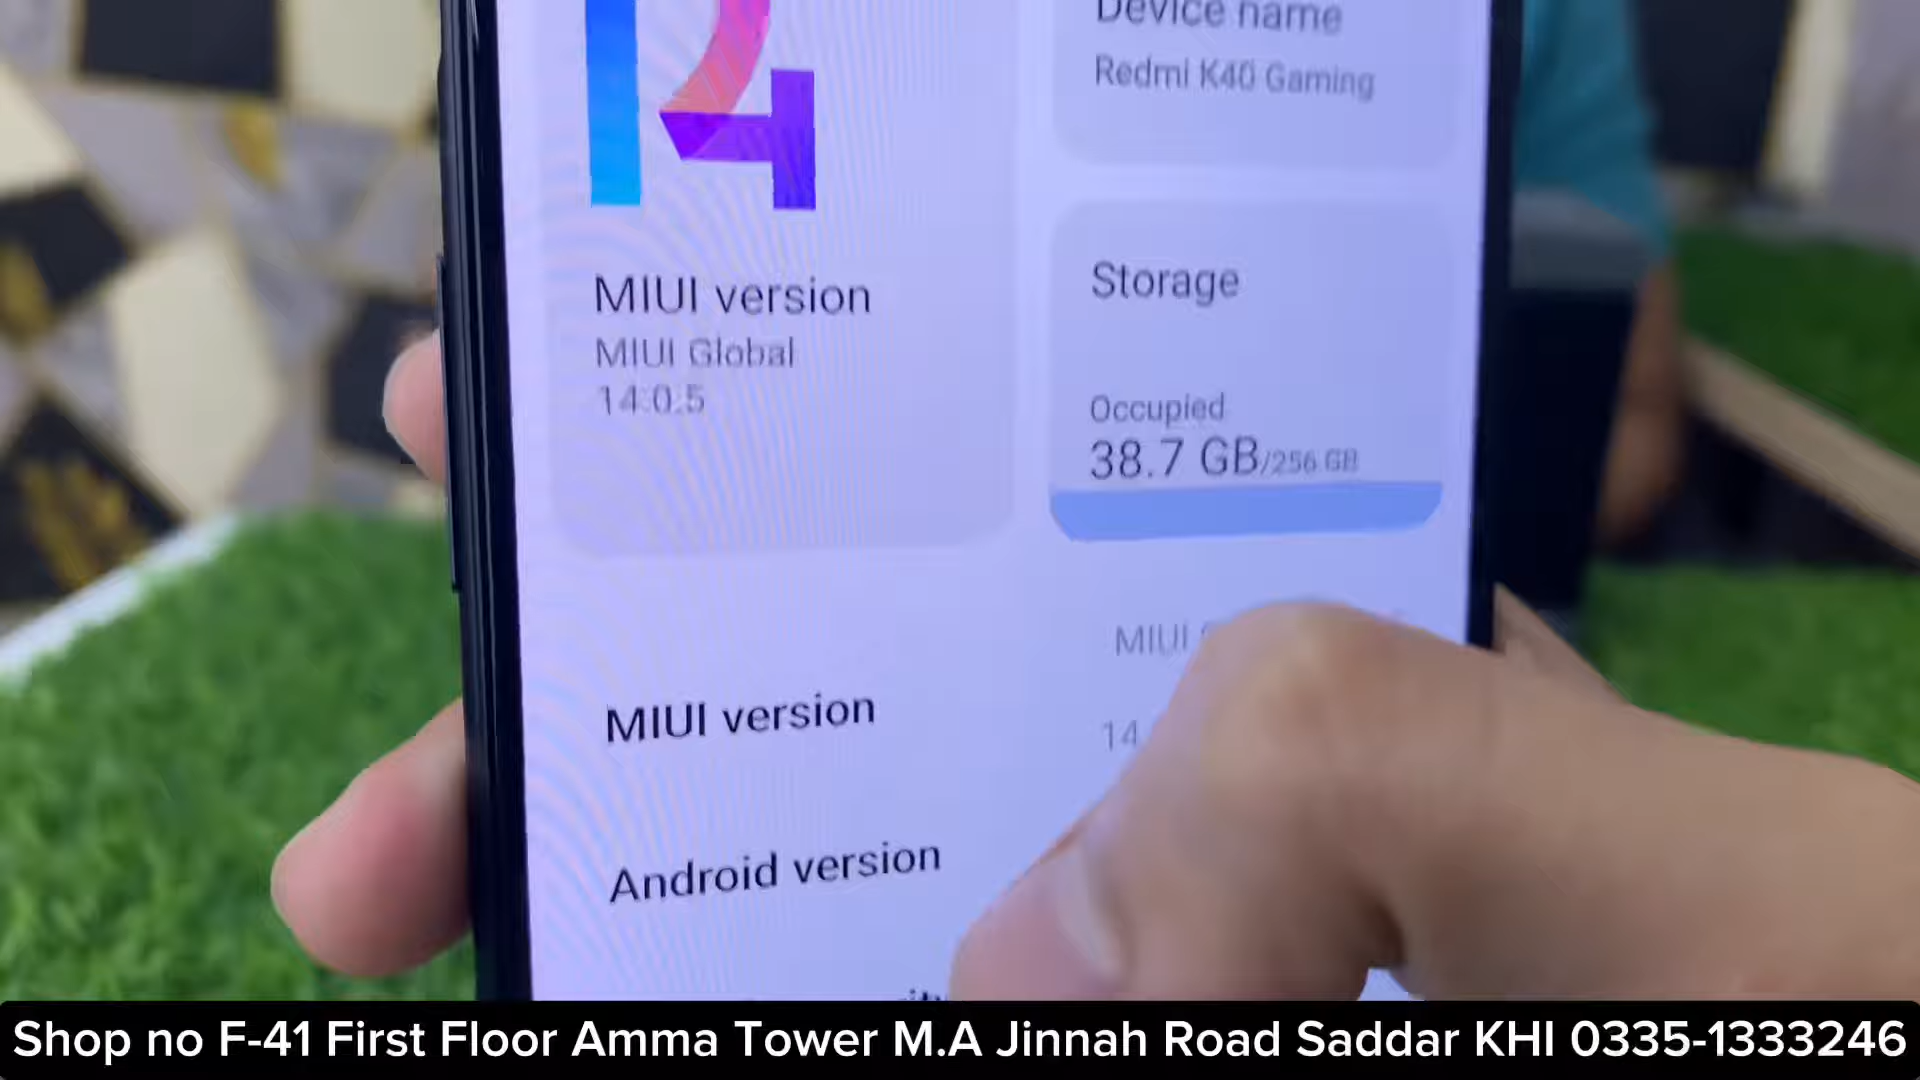 Device name
Redmi K40 Gaming
MIUI version
MIUI Global
14.0.5
Storage
Occupied
38.7 GB/256 GB
MIUI
MIUI version
14
Android version
Shop no F-41 First Floor Amma Tower M.A Jinnah Road Saddar KHI 0335-1333246